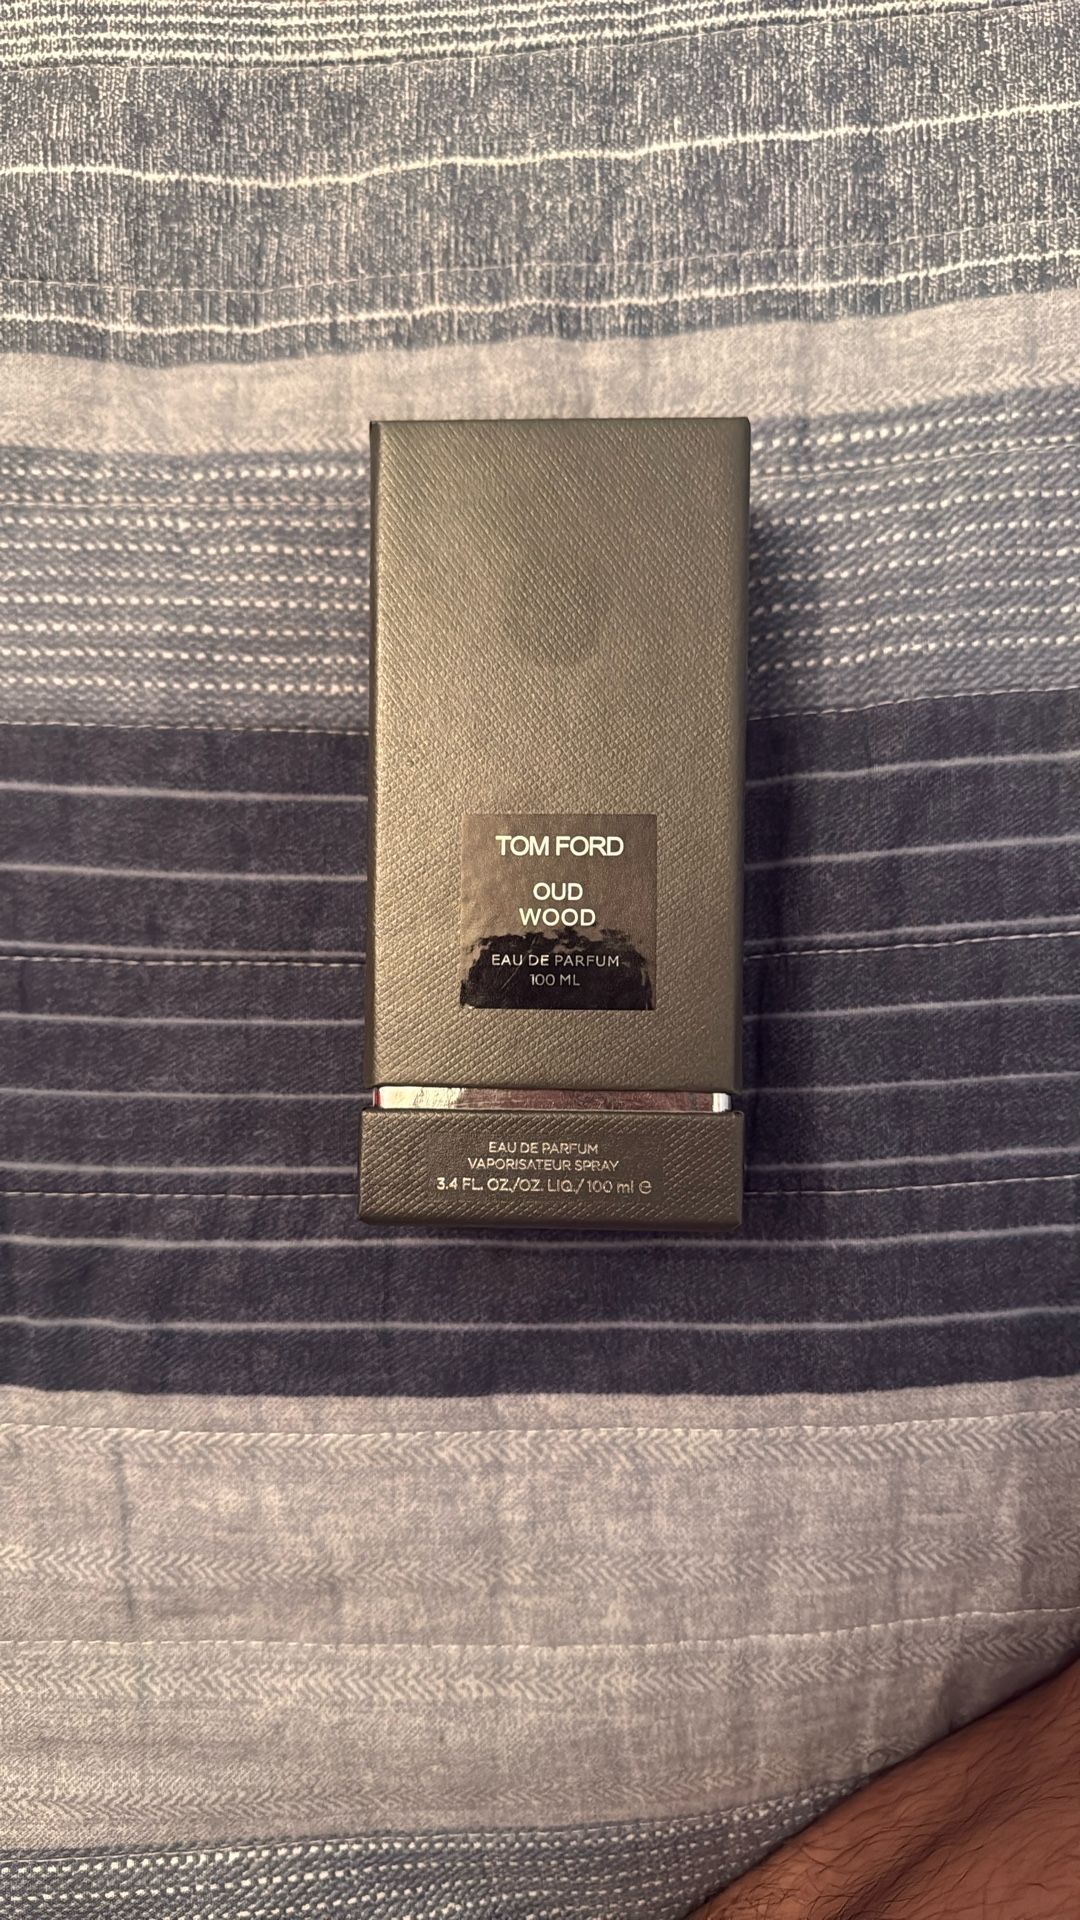 TOM FORD
OUD
WOOD
EAU DE PARFUM
100 ML
EAU DE PARFUM
VAPORISATEUR SPRAY
3.4 FL. OZ./OZ. LIQ./ 100 ml ℮